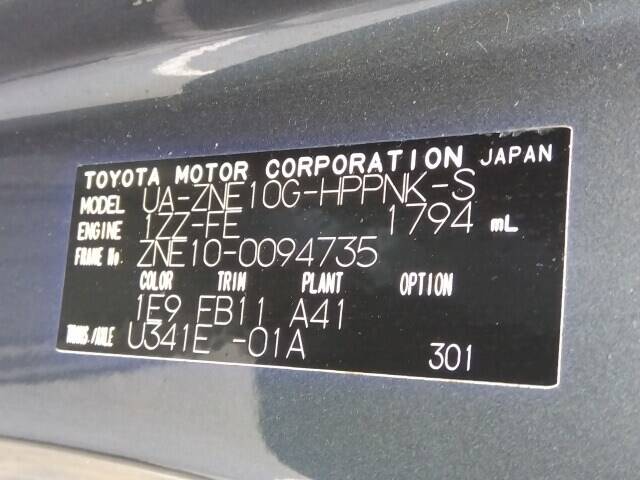 TOYOTA MOTOR CORPORATION JAPAN
MODEL UA-ZNE10G-HPPNK-S
ENGINE 1ZZ-FE 1794 mL
FRAME No ZNE10-0094735
COLOR TRIM PLANT OPTION
1E9 FB11 A41
TRANS./AXLE U341E -01A 301